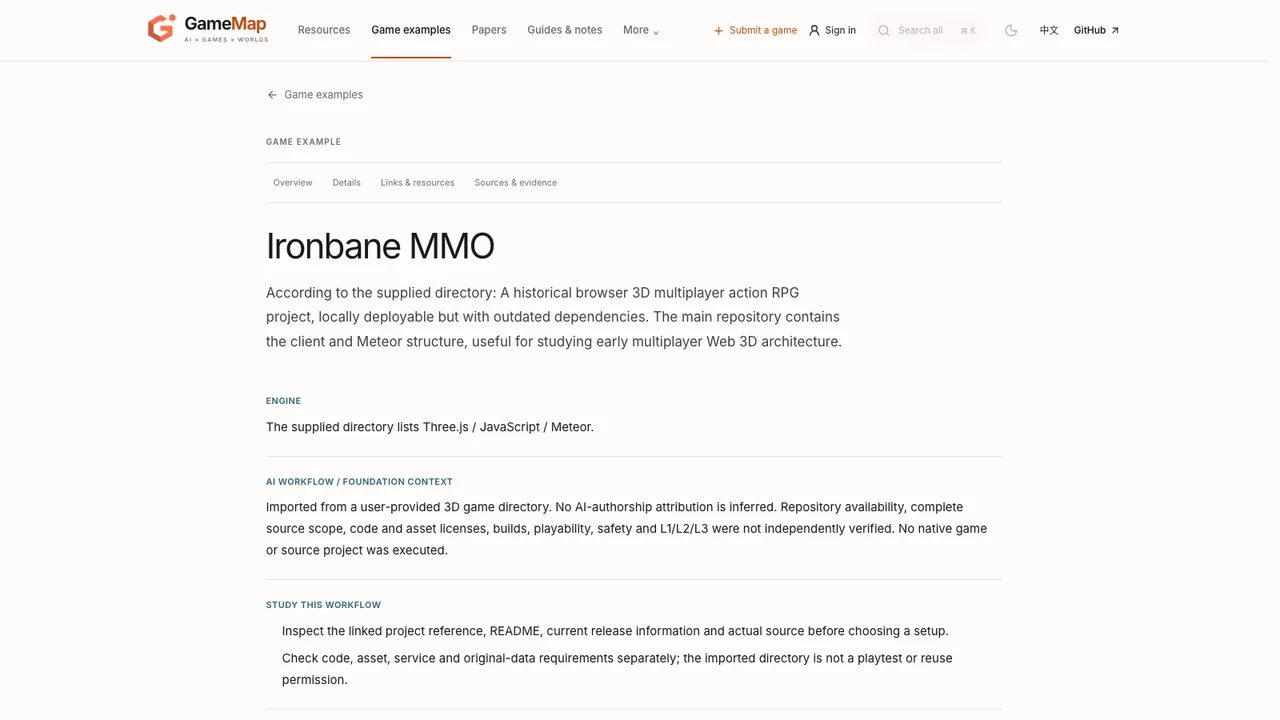 GameMap
AI × GAMES × WORLDS
Resources
Game examples
Papers
Guides & notes
More
Submit a game
Sign in
Search all
⌘ K
中文
GitHub
Game examples
GAME EXAMPLE
Overview
Details
Links & resources
Sources & evidence
Ironbane MMO
According to the supplied directory: A historical browser 3D multiplayer action RPG
project, locally deployable but with outdated dependencies. The main repository contains
the client and Meteor structure, useful for studying early multiplayer Web 3D architecture.
ENGINE
The supplied directory lists Three.js / JavaScript / Meteor.
AI WORKFLOW / FOUNDATION CONTEXT
Imported from a user-provided 3D game directory. No AI-authorship attribution is inferred. Repository availability, complete
source scope, code and asset licenses, builds, playability, safety and L1/L2/L3 were not independently verified. No native game
or source project was executed.
STUDY THIS WORKFLOW
Inspect the linked project reference, README, current release information and actual source before choosing a setup.
Check code, asset, service and original-data requirements separately; the imported directory is not a playtest or reuse
permission.